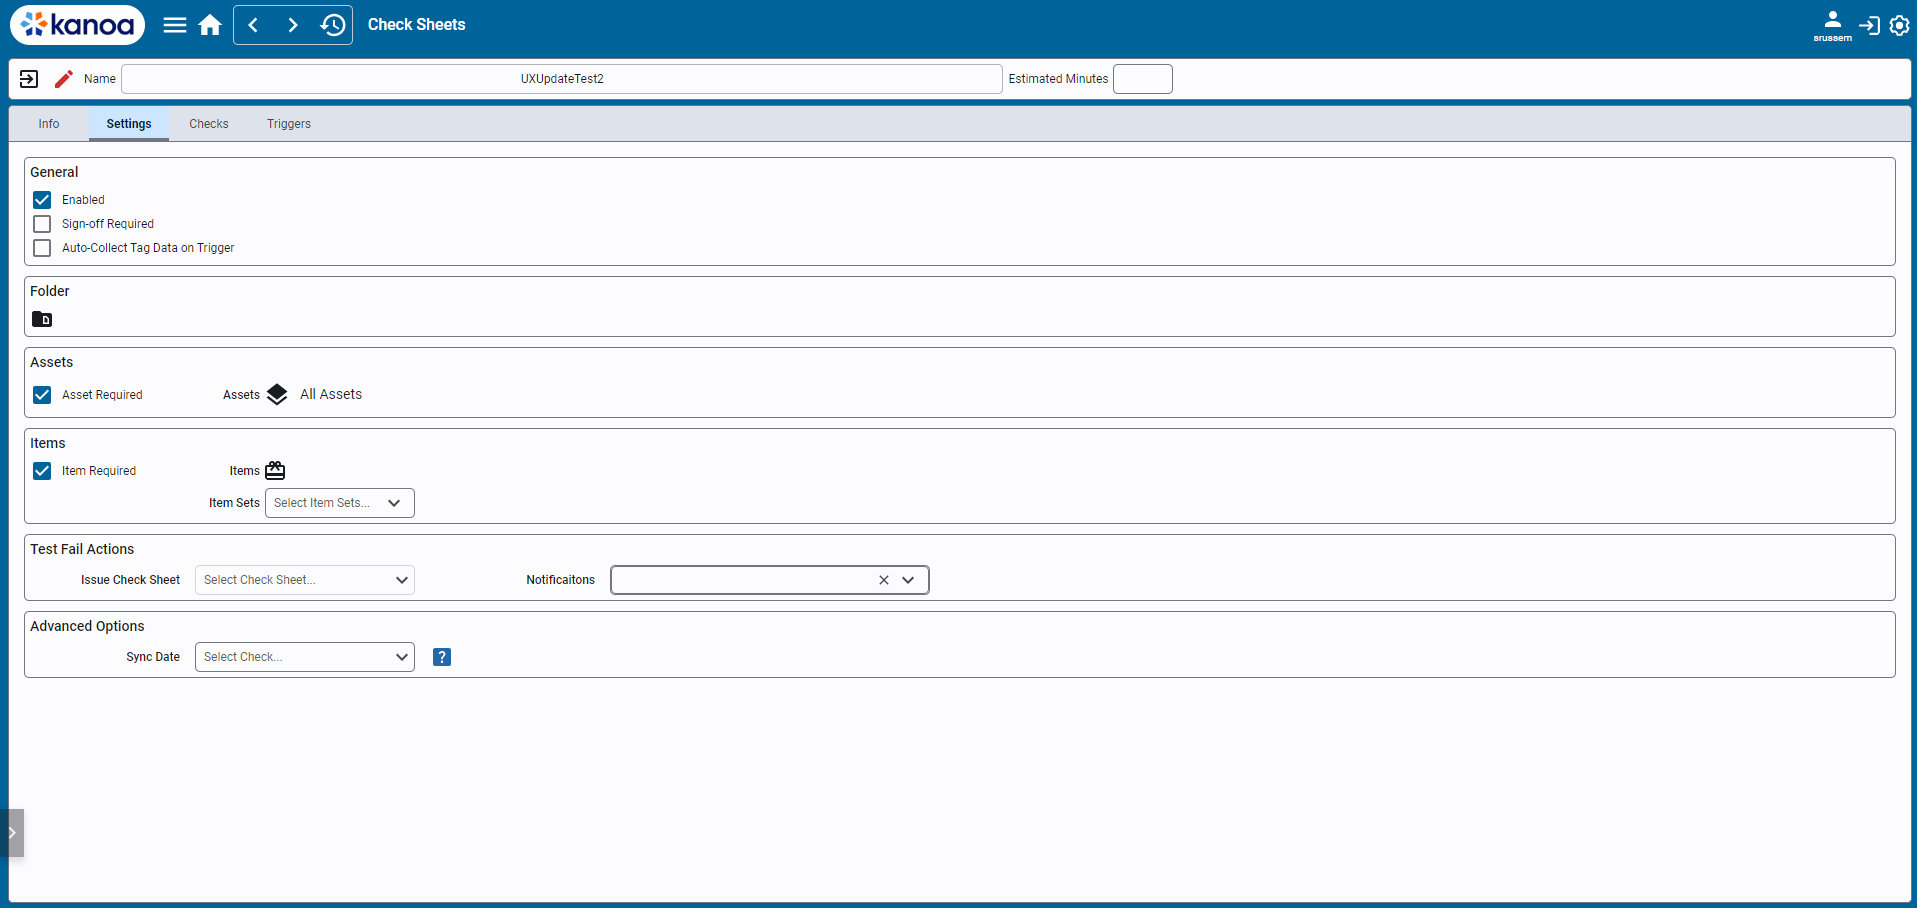 kanoa
Check Sheets
srussem
Name
UXUpdateTest2
Estimated Minutes
Info
Settings
Checks
Triggers
General
Enabled
Sign-off Required
Auto-Collect Tag Data on Trigger
Folder
Assets
Asset Required
Assets
All Assets
Items
Item Required
Items
Item Sets
Select Item Sets...
Test Fail Actions
Issue Check Sheet
Select Check Sheet...
Notificaitons
Advanced Options
Sync Date
Select Check...
?